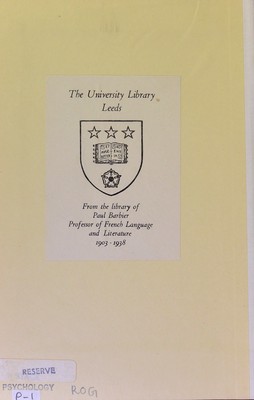 The University Library
Leeds
From the library of
Paul Barbier
Professor of French Language
and Literature
1903 - 1938
RESERVE
PSYCHOLOGY
P-1
ROG